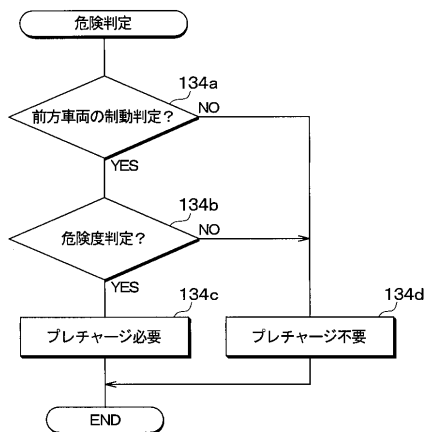 危険判定
134a
前方車両の制動判定？
NO
YES
134b
危険度判定？
NO
YES
134c
プレチャージ必要
134d
プレチャージ不要
END